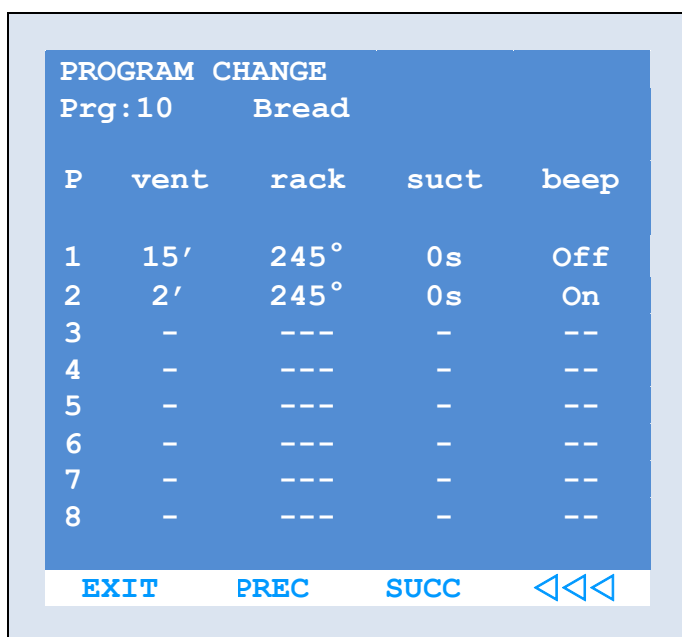 PROGRAM CHANGE
Prg:10 Bread
P vent rack suct beep
1 15′ 245° 0s Off
2 2′ 245° 0s On
3 - --- - --
4 - --- - --
5 - --- - --
6 - --- - --
7 - --- - --
8 - --- - --
EXIT PREC SUCC ◁◁◁